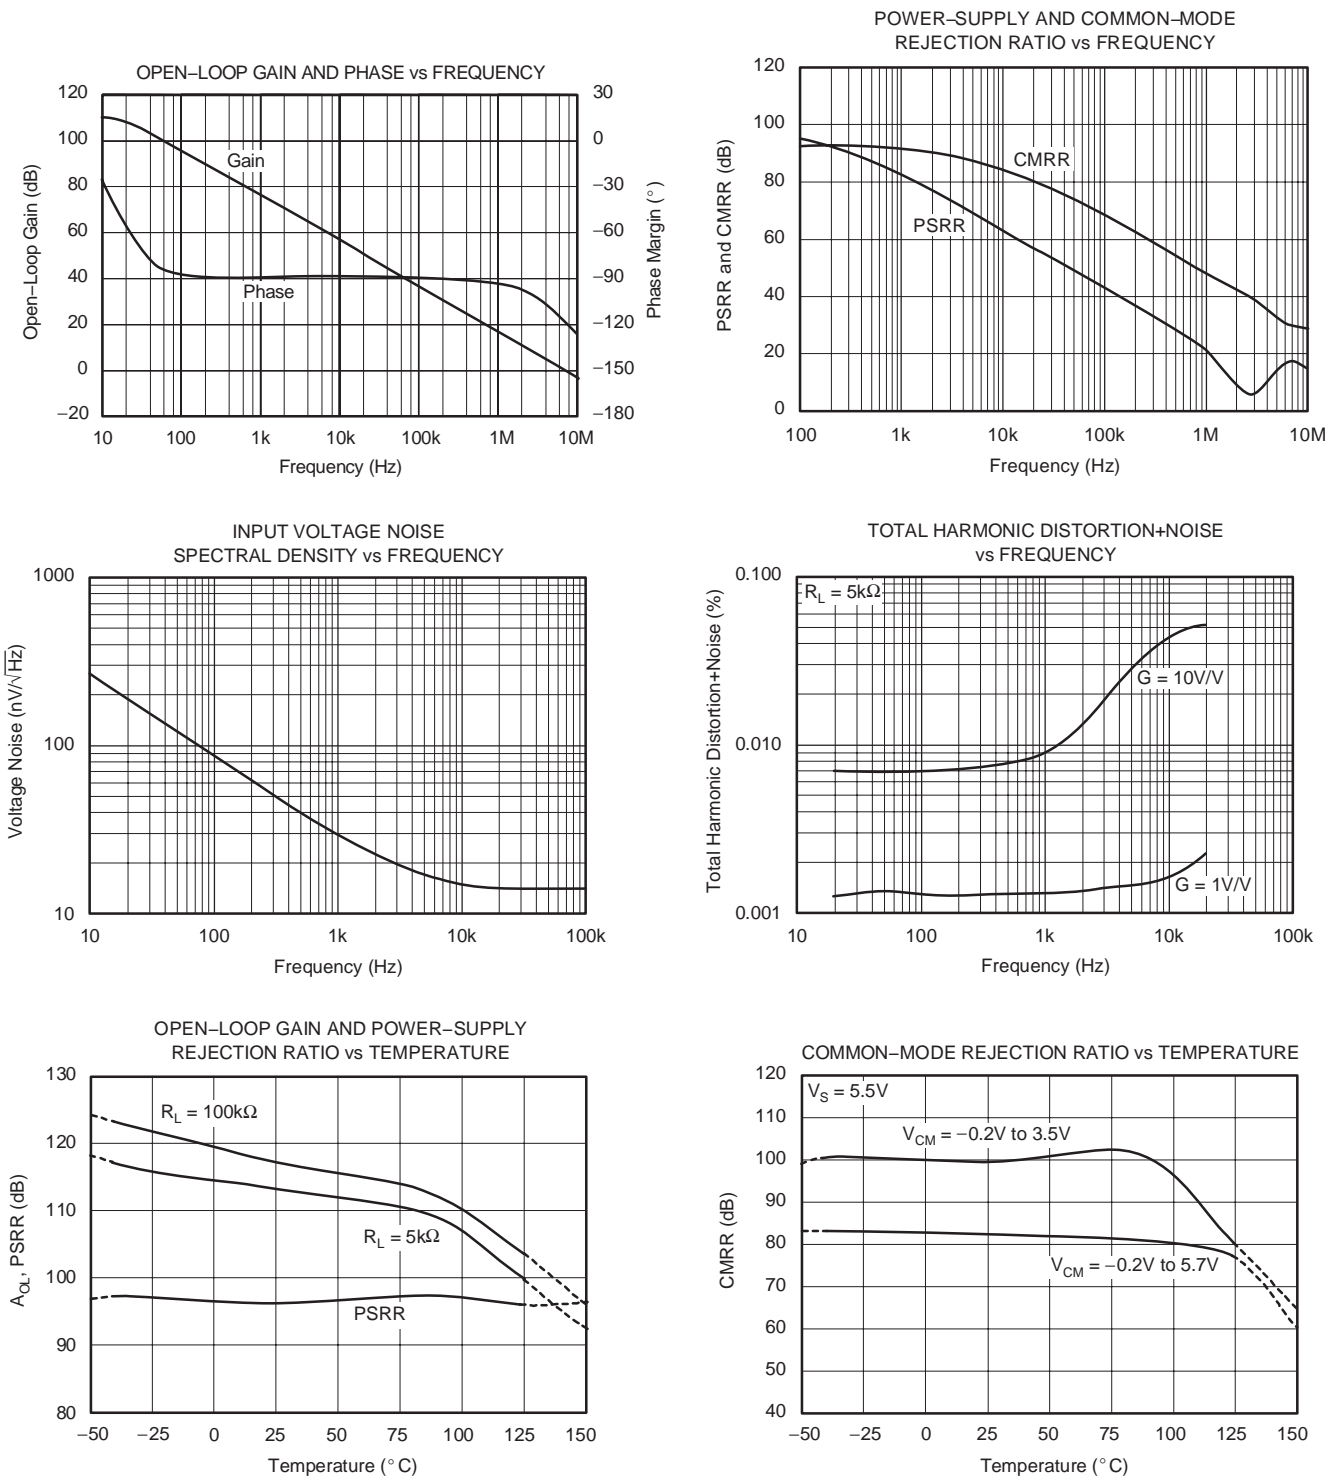 OPEN–LOOP GAIN AND PHASE vs FREQUENCY
120
100
80
60
40
20
0
–20
Open–Loop Gain (dB)
30
0
–30
–60
–90
–120
–150
–180
Phase Margin (°)
Gain
Phase
10 100 1k 10k 100k 1M 10M
Frequency (Hz)
POWER–SUPPLY AND COMMON–MODE
REJECTION RATIO vs FREQUENCY
120
100
80
60
40
20
0
PSRR and CMRR (dB)
CMRR
PSRR
100 1k 10k 100k 1M 10M
Frequency (Hz)
INPUT VOLTAGE NOISE
SPECTRAL DENSITY vs FREQUENCY
1000
100
10
Voltage Noise (nV/√Hz)
10 100 1k 10k 100k
Frequency (Hz)
TOTAL HARMONIC DISTORTION+NOISE
vs FREQUENCY
0.100
0.010
0.001
Total Harmonic Distortion+Noise (%)
RL = 5kΩ
G = 10V/V
G = 1V/V
10 100 1k 10k 100k
Frequency (Hz)
OPEN–LOOP GAIN AND POWER–SUPPLY
REJECTION RATIO vs TEMPERATURE
130
120
110
100
90
80
AOL, PSRR (dB)
RL = 100kΩ
RL = 5kΩ
PSRR
–50 –25 0 25 50 75 100 125 150
Temperature (°C)
COMMON–MODE REJECTION RATIO vs TEMPERATURE
120
110
100
90
80
70
60
50
40
CMRR (dB)
VS = 5.5V
VCM = –0.2V to 3.5V
VCM = –0.2V to 5.7V
–50 –25 0 25 50 75 100 125 150
Temperature (°C)